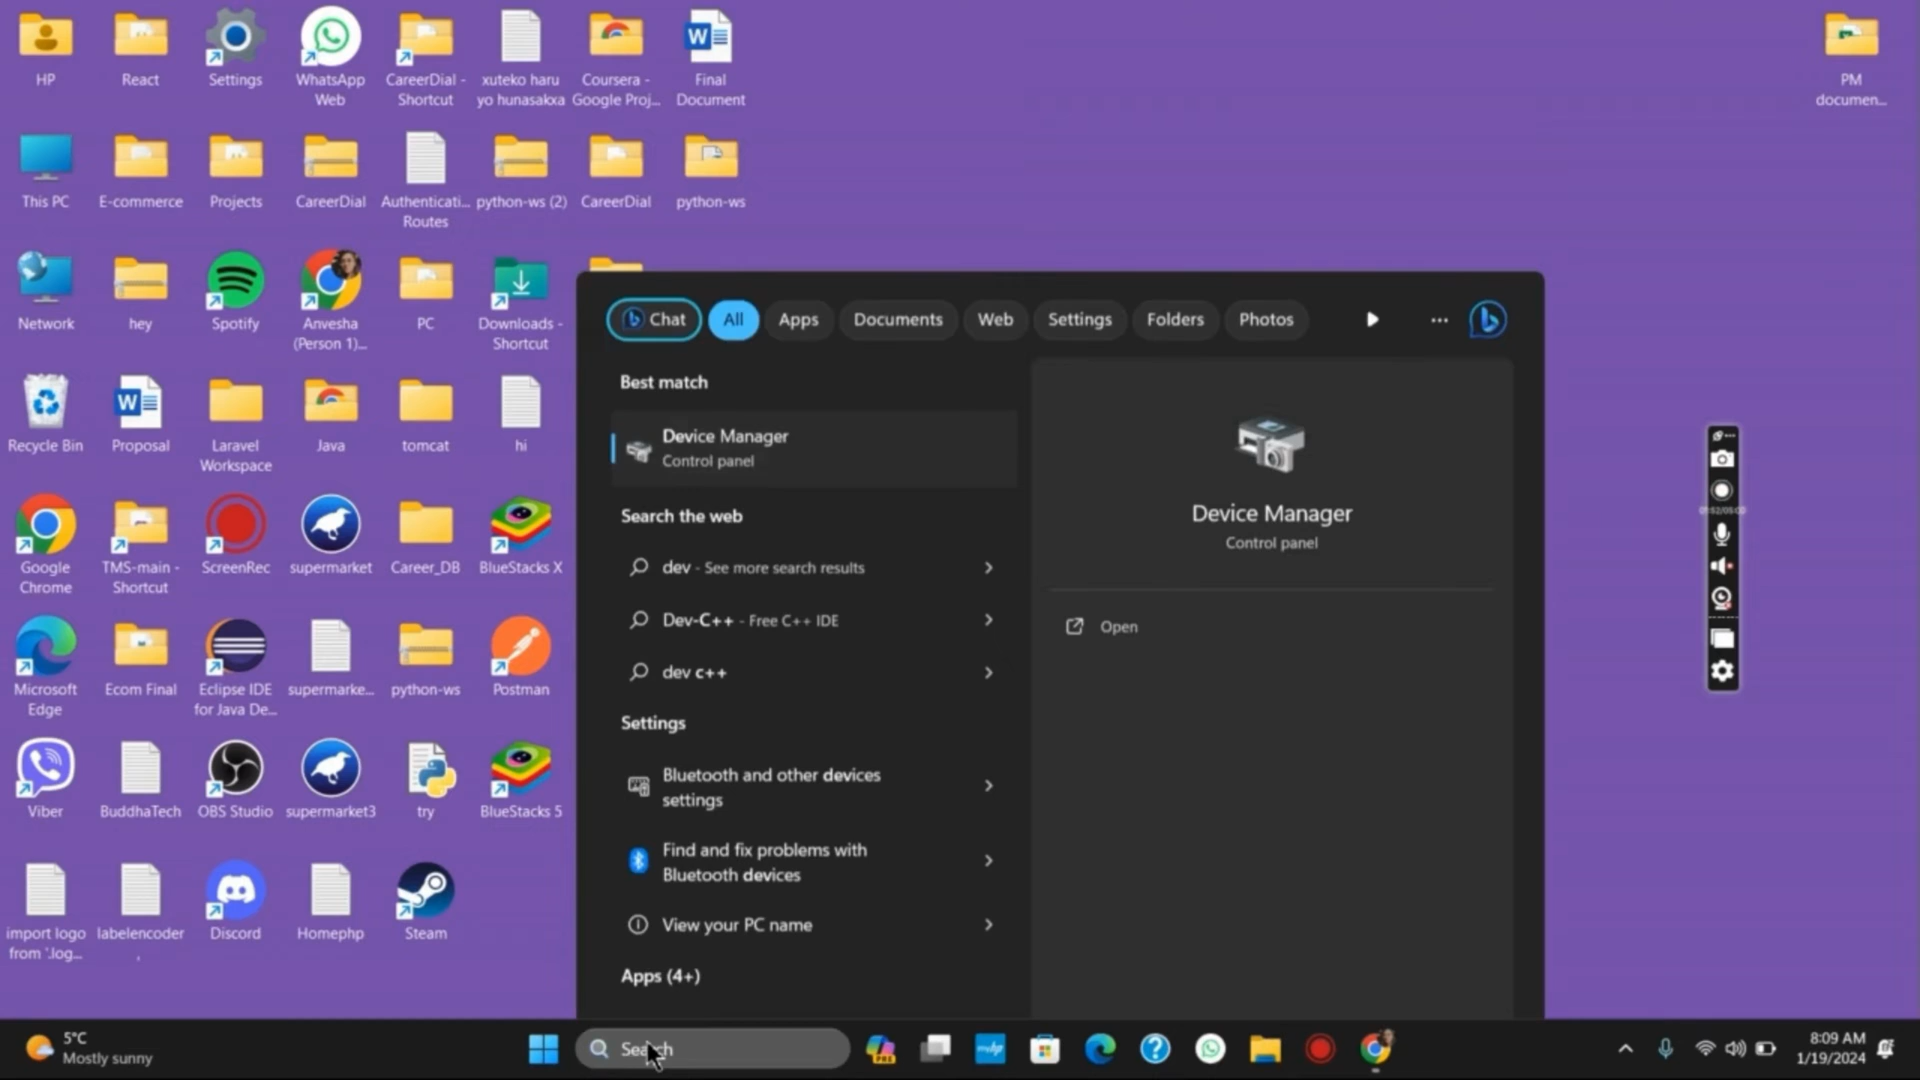 HP
React
Settings
WhatsApp
Web
CareerDial -
Shortcut
xuteko haru
yo hunasakxa
Coursera -
Google Proj...
Final
Document
PM
documen...
This PC
E-commerce
Projects
CareerDial
Authenticati...
Routes
python-ws (2)
CareerDial
python-ws
Network
hey
Spotify
Anvesha
(Person 1)...
PC
Downloads -
Shortcut
Recycle Bin
Proposal
Laravel
Workspace
Java
tomcat
hi
Google
Chrome
TMS-main -
Shortcut
ScreenRec
supermarket
Career_DB
BlueStacks X
Microsoft
Edge
Ecom Final
Eclipse IDE
for Java De...
supermarke...
python-ws
Postman
Viber
BuddhaTech
OBS Studio
supermarket3
try
BlueStacks 5
import logo
from '.log...
labelencoder
,
Discord
Homephp
Steam
Chat
All
Apps
Documents
Web
Settings
Folders
Photos
...
Best match
Device Manager
Control panel
Search the web
dev - See more search results
Dev-C++ - Free C++ IDE
dev c++
Settings
Bluetooth and other devices
settings
Find and fix problems with
Bluetooth devices
View your PC name
Apps (4+)
Device Manager
Control panel
Open
5°C
Mostly sunny
Search
PRE
8:09 AM
1/19/2024